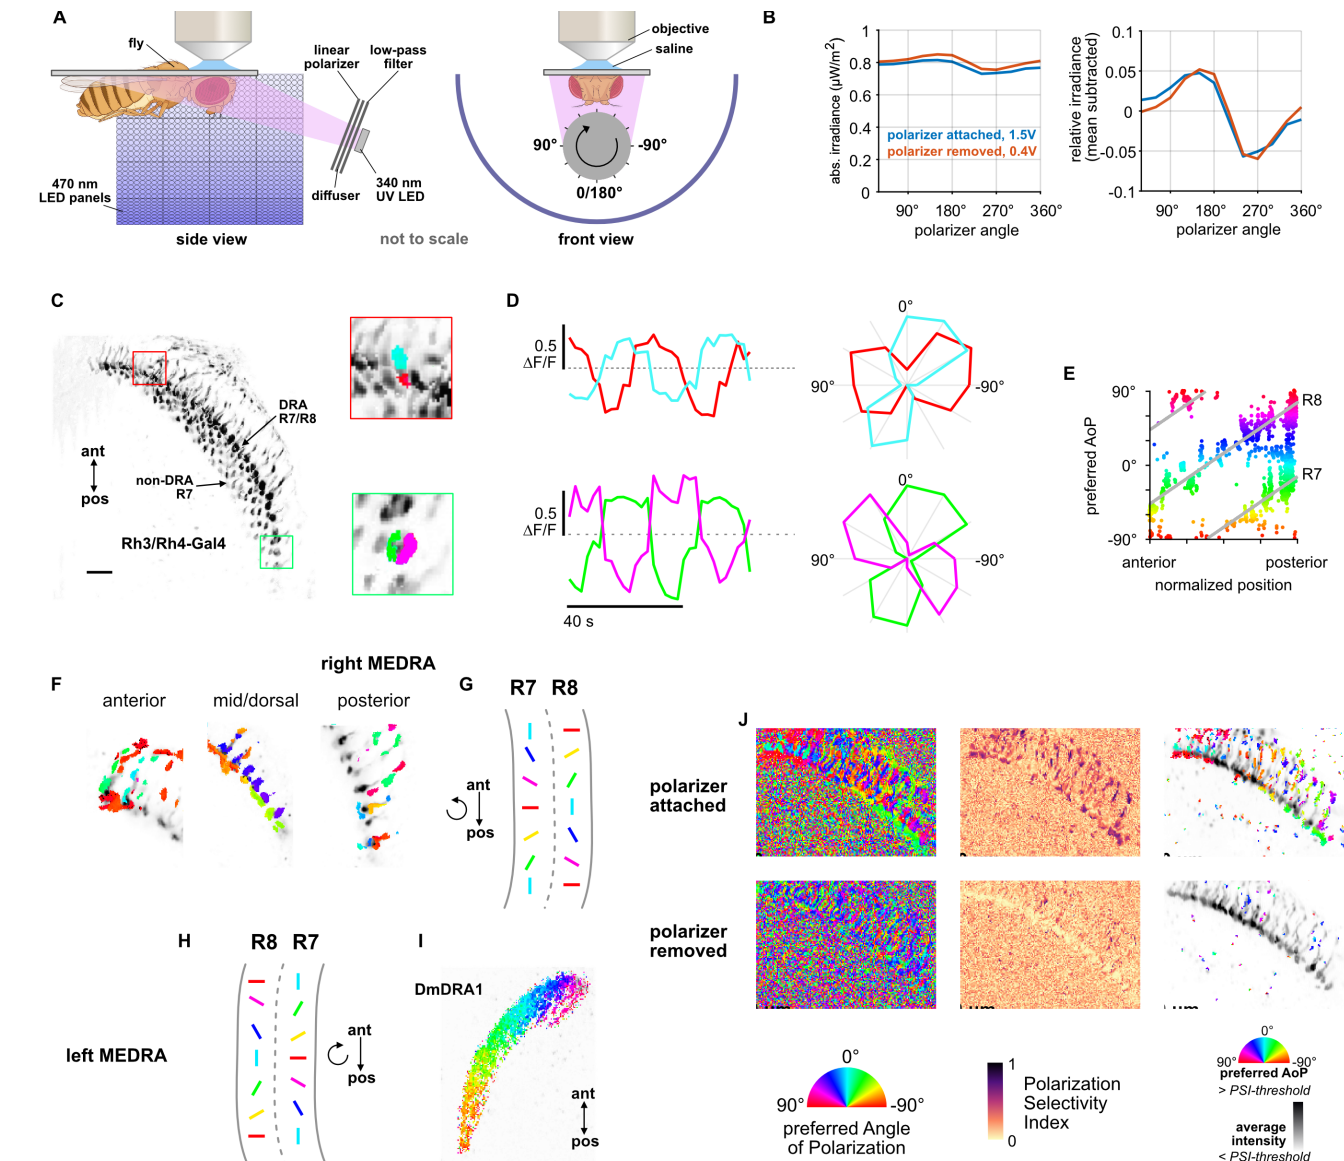 A
fly
linear
polarizer
low-pass
filter
objective
saline
90°
-90°
0/180°
470 nm
LED panels
diffuser
340 nm
UV LED
side view
not to scale
front view
B
abs. irradiance (μW/m²)
1
0.8
0.6
0.4
0.2
0
polarizer attached, 1.5V
polarizer removed, 0.4V
90°
180°
270°
360°
polarizer angle
relative irradiance
(mean subtracted)
0.1
0.05
0
-0.05
-0.1
90°
180°
270°
360°
polarizer angle
C
DRA
R7/R8
ant
pos
non-DRA
R7
Rh3/Rh4-Gal4
D
0.5
ΔF/F
0°
90°
-90°
0.5
ΔF/F
0°
90°
-90°
40 s
E
90°
0°
-90°
preferred AoP
R8
R7
anterior
posterior
normalized position
right MEDRA
F
anterior
mid/dorsal
posterior
G
R7
R8
ant
pos
H
R8
R7
left MEDRA
ant
pos
I
DmDRA1
ant
pos
J
polarizer
attached
polarizer
removed
0°
90°
-90°
preferred Angle
of Polarization
1
0
Polarization
Selectivity
Index
0°
90°
-90°
preferred AoP
> PSI-threshold
average
intensity
< PSI-threshold